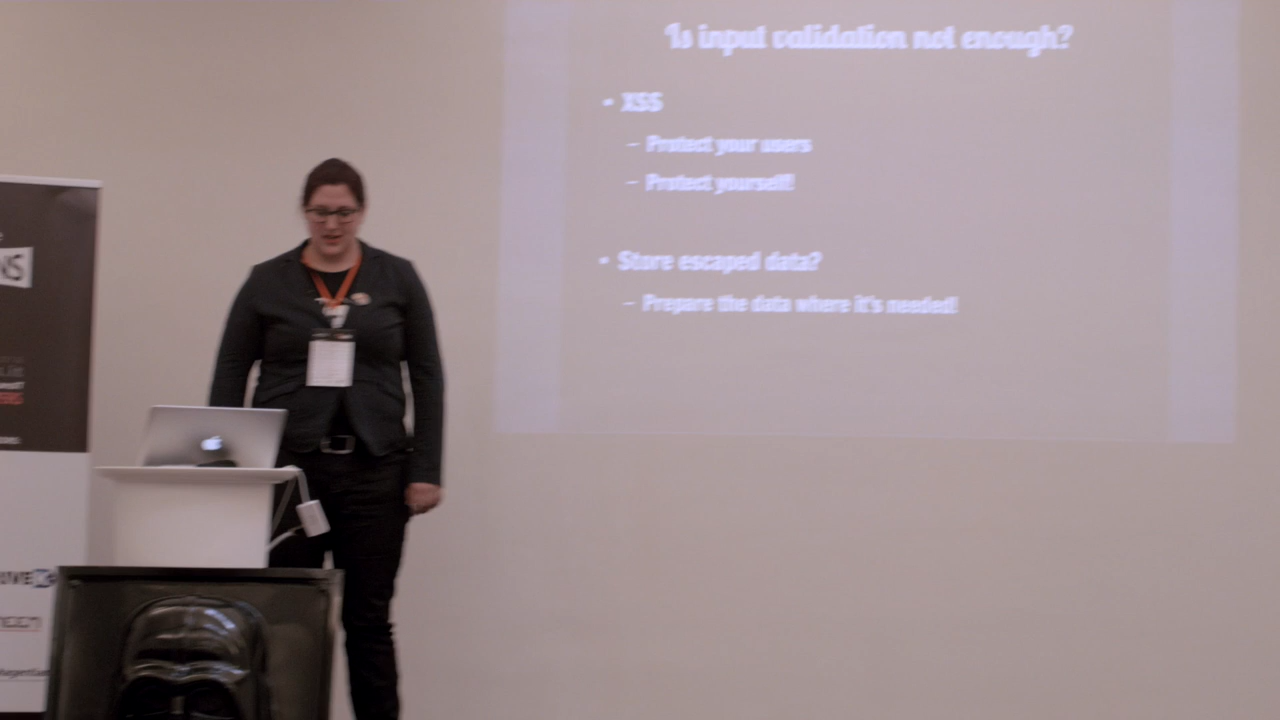 Is input validation not enough?
• XSS
– Protect your users
– Protect yourself!
• Store escaped data?
– Prepare the data where it's needed!
NS